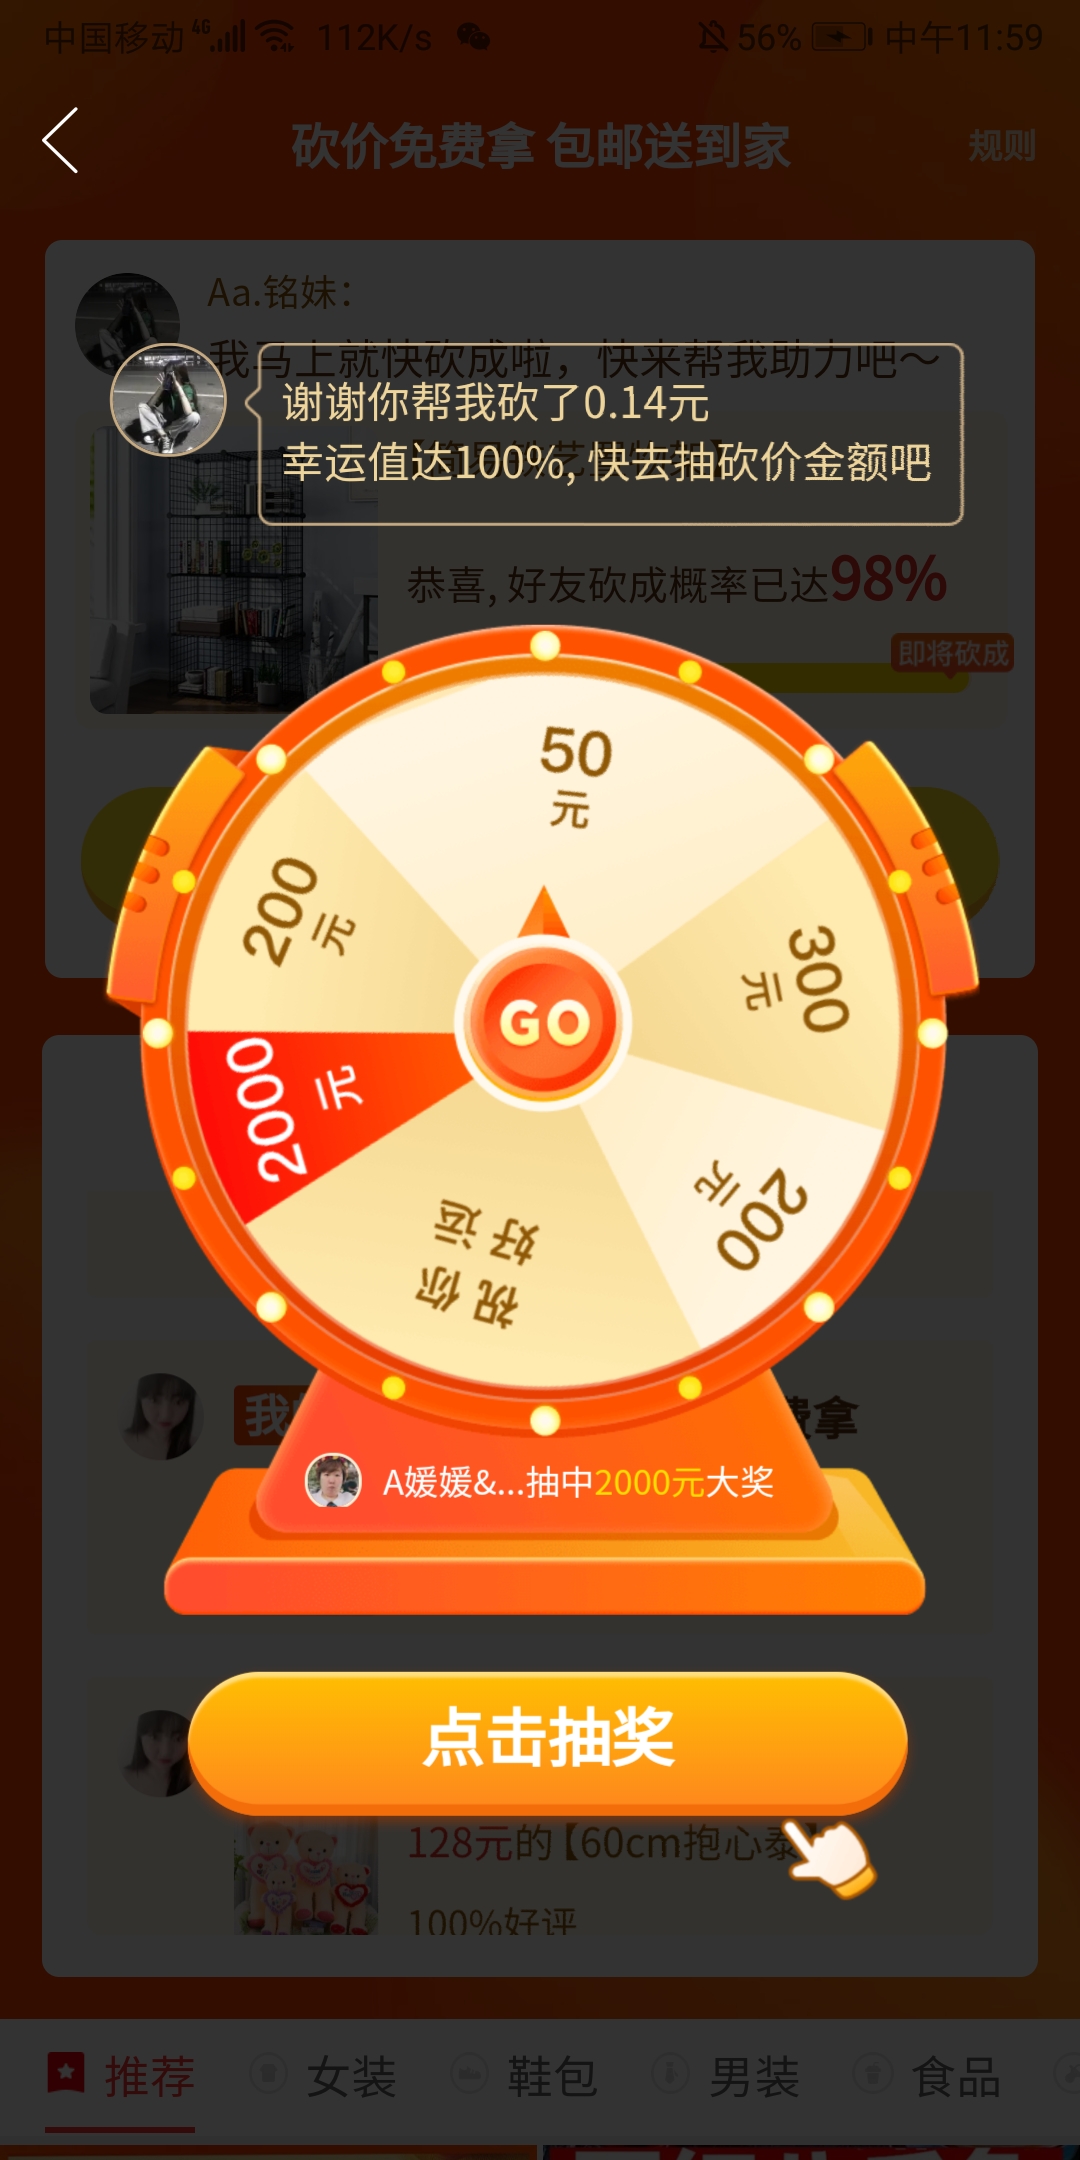 中国移动 4G 112K/s 56% 中午11:59
砍价免费拿 包邮送到家
规则
Aa.铭妹：
我马上就快砍成啦，快来帮我助力吧～
谢谢你帮我砍了0.14元
幸运值达100%, 快去抽砍价金额吧
恭喜, 好友砍成概率已达98%
即将砍成
50
元
200
元
300
元
2000
元
200
元
祝你
好运
GO
我
费拿
A媛媛&...抽中2000元大奖
点击抽奖
128元的【60cm抱心泰
100%好评
推荐
女装
鞋包
男装
食品